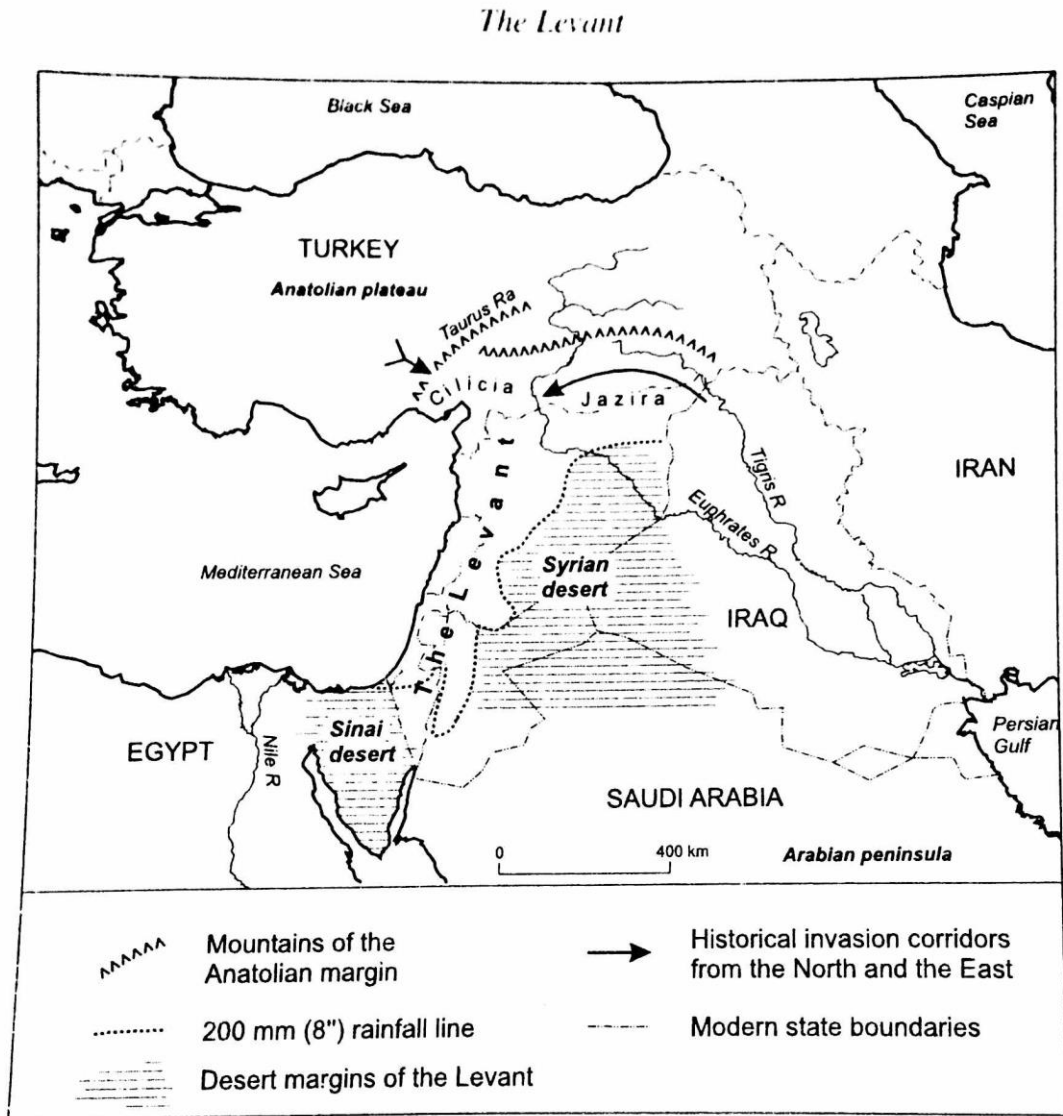 The Levant
Black Sea
Caspian
Sea
TURKEY
Anatolian plateau
Taurus Ra
Cilicia
Jazira
The Levant
Tigris R
IRAN
Euphrates R
Mediterranean Sea
Syrian
desert
IRAQ
EGYPT
Nile R
Sinai
desert
Persian
Gulf
SAUDI ARABIA
0 400 km
Arabian peninsula
Mountains of the
Anatolian margin
Historical invasion corridors
from the North and the East
200 mm (8") rainfall line
Modern state boundaries
Desert margins of the Levant